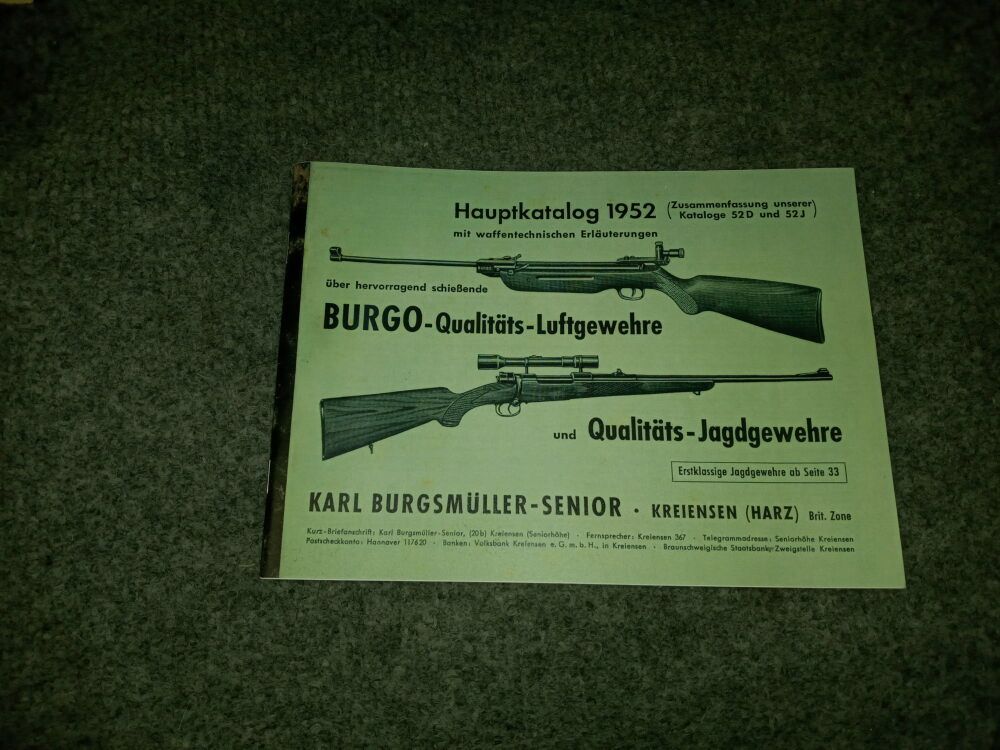 Hauptkatalog 1952 (Zusammenfassung unserer Kataloge 52 D und 52 J)
mit waffentechnischen Erläuterungen
über hervorragend schießende
BURGO-Qualitäts-Luftgewehre
und Qualitäts-Jagdgewehre
Erstklassige Jagdgewehre ab Seite 33
KARL BURGSMÜLLER-SENIOR · KREIENSEN (HARZ) Brit. Zone
Kurz-Briefanschrift: Karl Burgsmüller-Senior, (20b) Kreiensen (Seniorhöhe) · Fernsprecher: Kreiensen 367 · Telegrammadresse: Seniorhöhe Kreiensen
Postscheckkonto: Hannover 117620 · Banken: Volksbank Kreiensen e. G. m. b. H., in Kreiensen · Braunschweigische Staatsbank, Zweigstelle Kreiensen